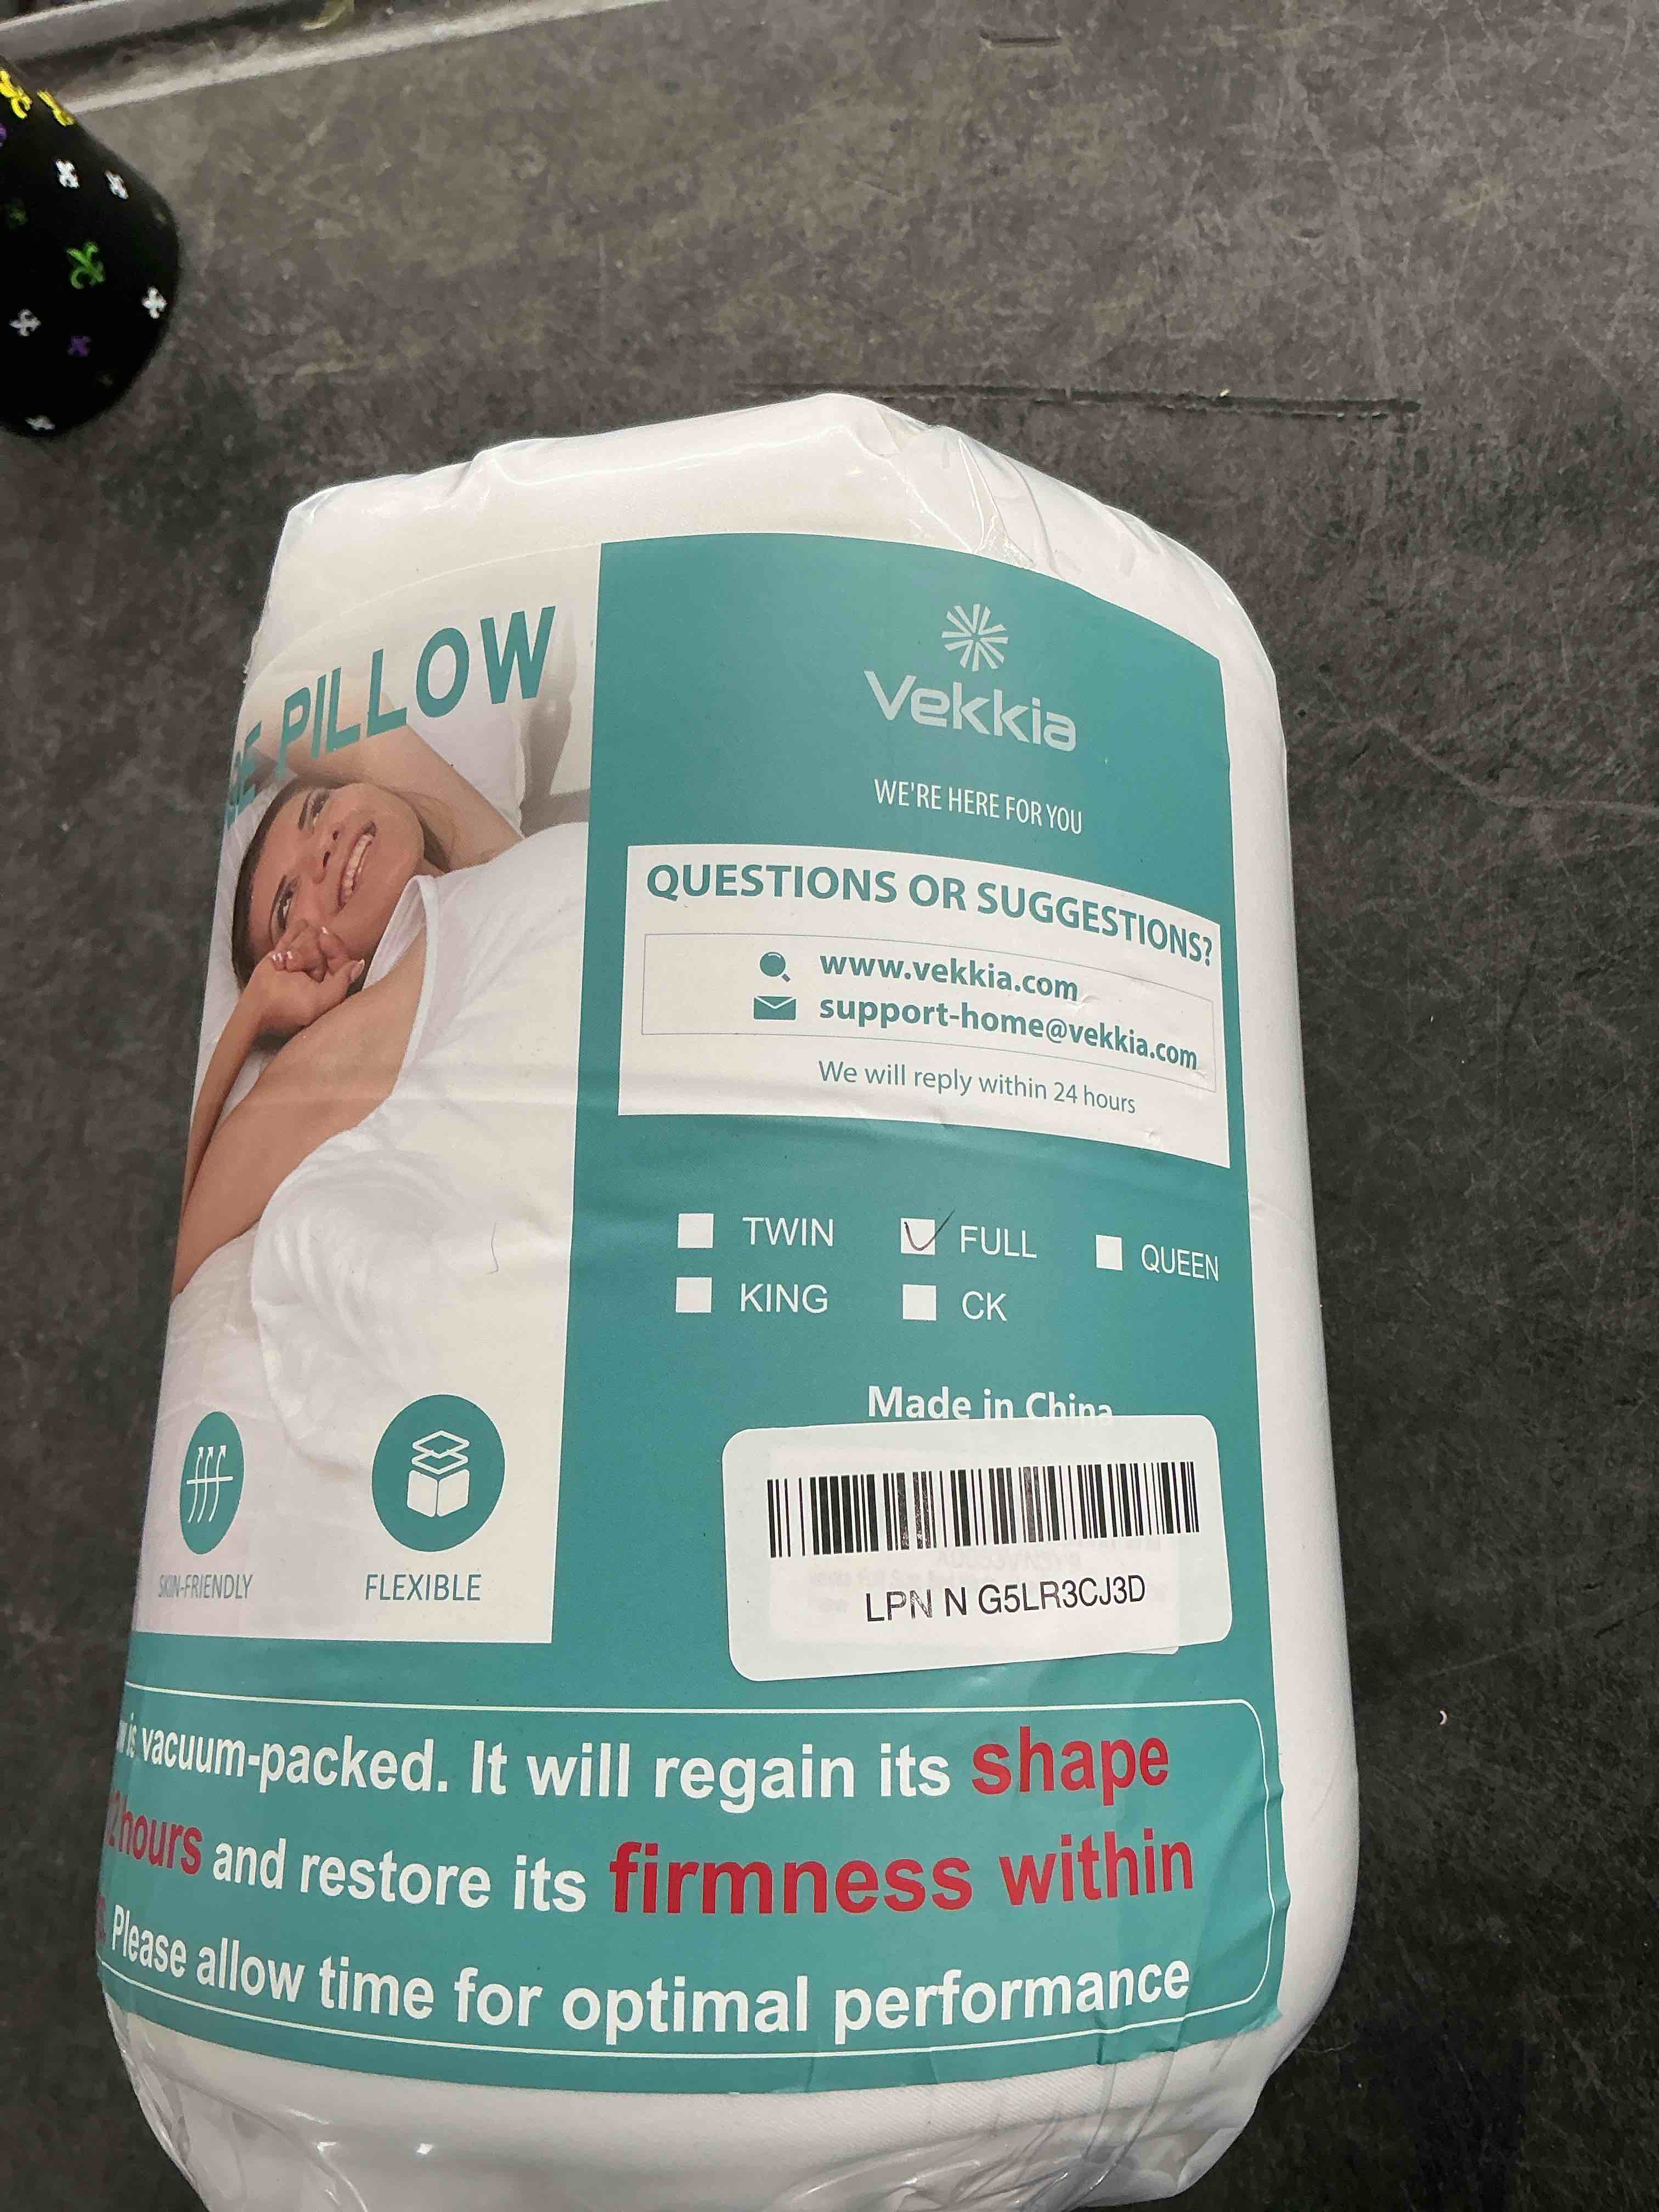 PILLOW
Vekkia
WE'RE HERE FOR YOU
QUESTIONS OR SUGGESTIONS?
www.vekkia.com
support-home@vekkia.com
We will reply within 24 hours
TWIN FULL QUEEN
KING CK
Made in China
LPN N G5LR3CJ3D
SKIN-FRIENDLY FLEXIBLE
is vacuum-packed. It will regain its shape
hours and restore its firmness within
Please allow time for optimal performance